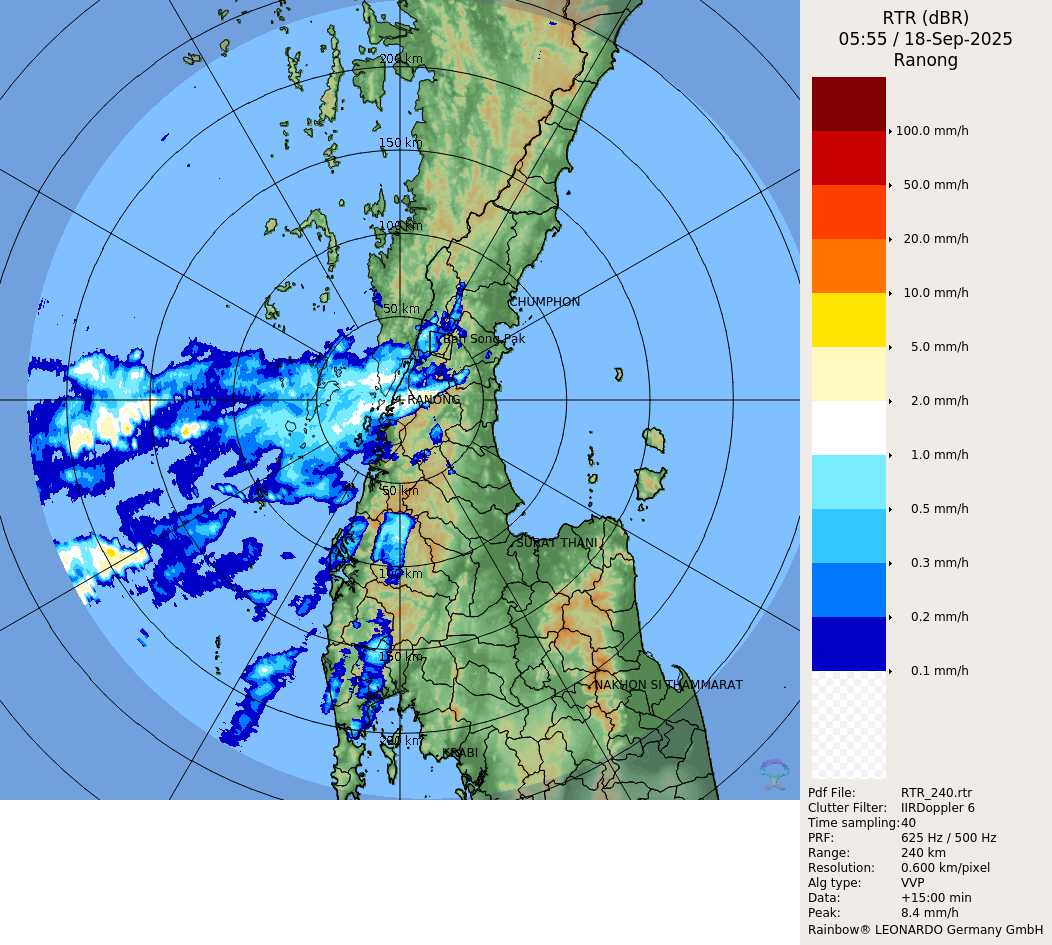 RTR (dBR)
05:55 / 18-Sep-2025
Ranong
100.0 mm/h
50.0 mm/h
20.0 mm/h
10.0 mm/h
5.0 mm/h
2.0 mm/h
1.0 mm/h
0.5 mm/h
0.3 mm/h
0.2 mm/h
0.1 mm/h
Pdf File: RTR_240.rtr
Clutter Filter: IIRDoppler 6
Time sampling: 40
PRF: 625 Hz / 500 Hz
Range: 240 km
Resolution: 0.600 km/pixel
Alg type: VVP
Data: +15:00 min
Peak: 8.4 mm/h
Rainbow® LEONARDO Germany GmbH
200 km
150 km
100 km
CHUMPHON
50 km
Ban Song Pak
RANONG
50 km
SURAT THANI
100 km
150 km
NAKHON SI THAMMARAT
200 km
KRABI